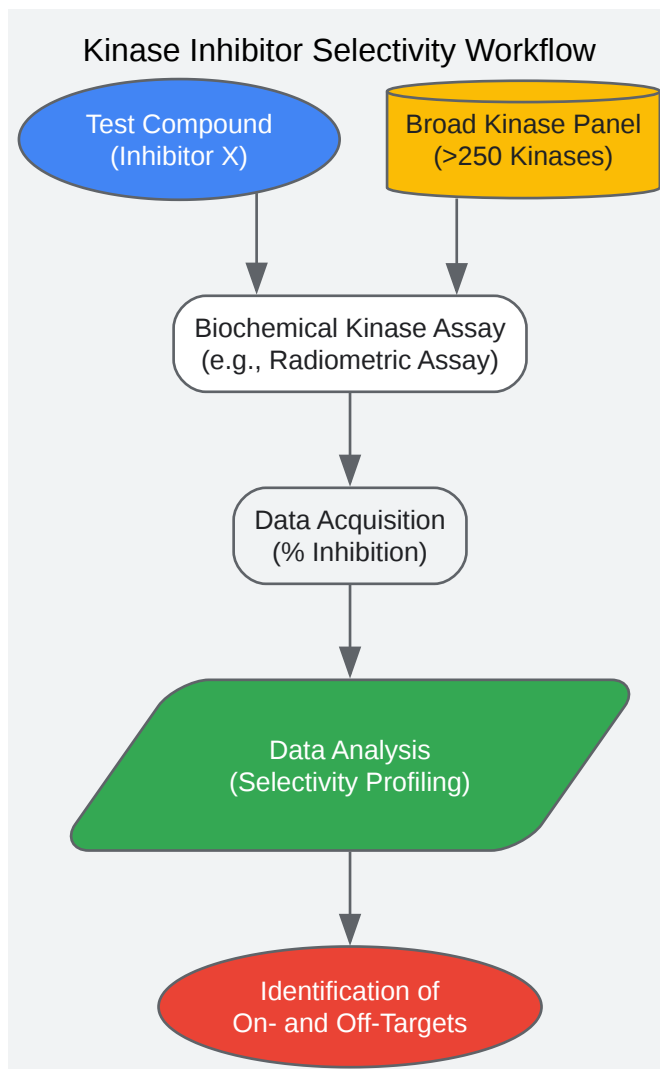 Kinase Inhibitor Selectivity Workflow
Test Compound
(Inhibitor X)
Broad Kinase Panel
(>250 Kinases)
Biochemical Kinase Assay
(e.g., Radiometric Assay)
Data Acquisition
(% Inhibition)
Data Analysis
(Selectivity Profiling)
Identification of
On- and Off-Targets